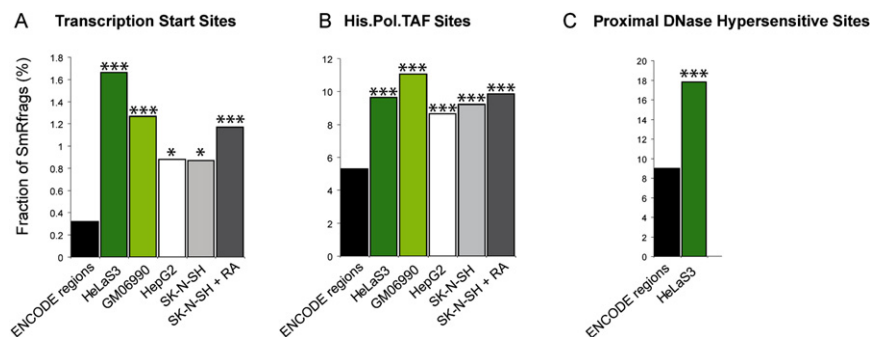 A Transcription Start Sites
Fraction of SmRfrags (%)
1.8
1.6
1.4
1.2
1
0.8
0.6
0.4
0.2
0
***
***
*
*
***
ENCODE regions
HeLaS3
GM06990
HepG2
SK-N-SH
SK-N-SH + RA
B His.Pol.TAF Sites
12
10
8
6
4
2
0
***
***
***
***
***
ENCODE regions
HeLaS3
GM06990
HepG2
SK-N-SH
SK-N-SH + RA
C Proximal DNase Hypersensitive Sites
20
18
16
14
12
10
8
6
4
2
0
***
ENCODE regions
HeLaS3